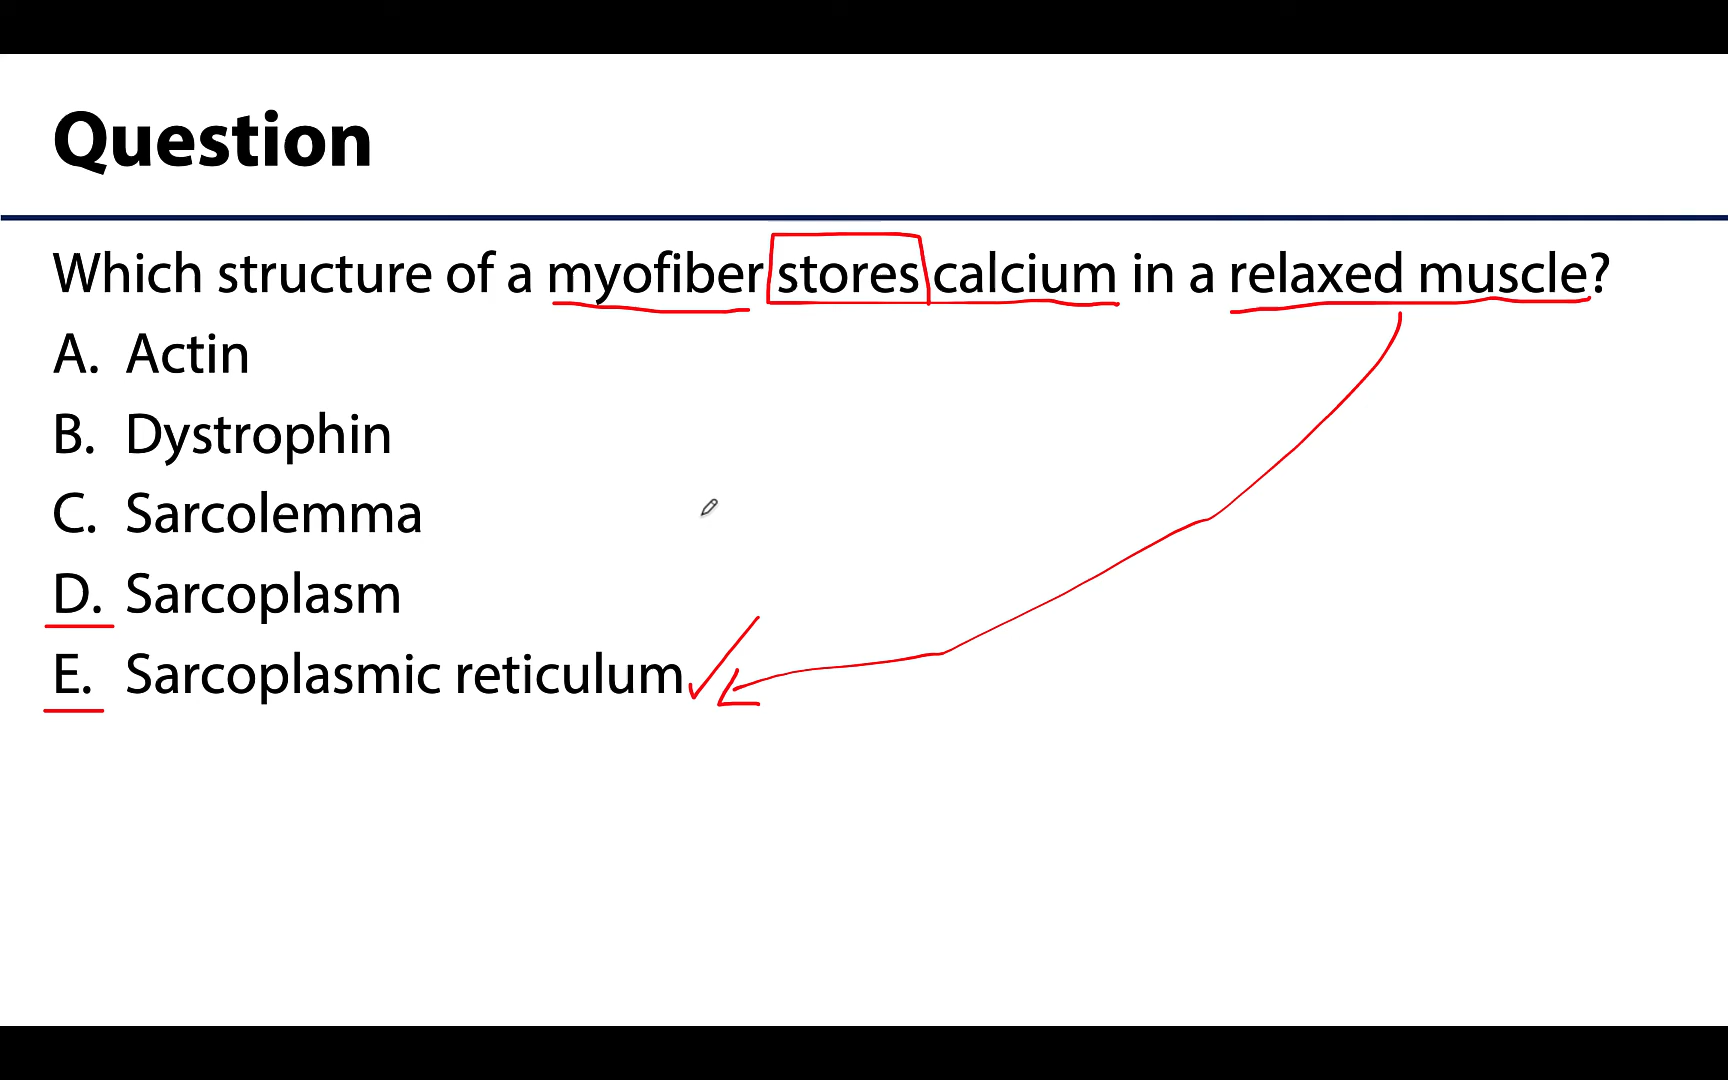 Question
Which structure of a myofiber stores calcium in a relaxed muscle?
A. Actin
B. Dystrophin
C. Sarcolemma
D. Sarcoplasm
E. Sarcoplasmic reticulum